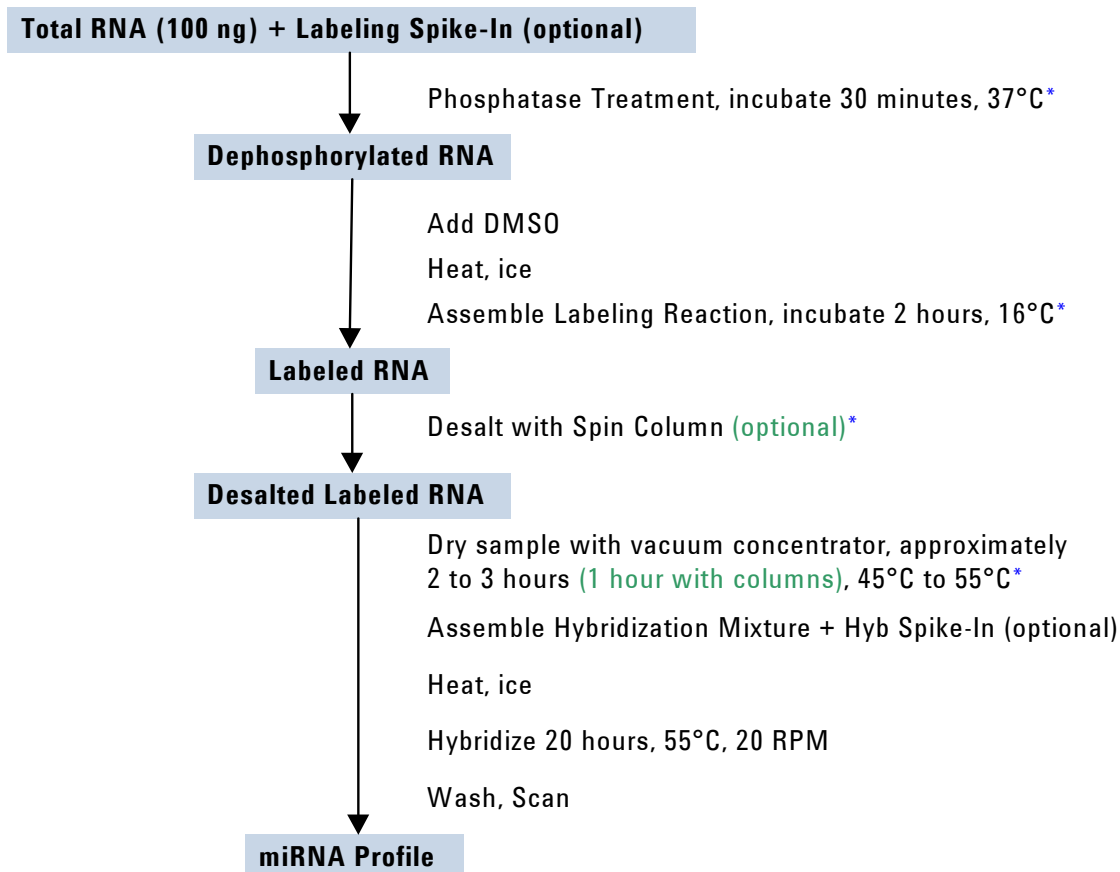 Total RNA (100 ng) + Labeling Spike-In (optional)
Phosphatase Treatment, incubate 30 minutes, 37°C*
Dephosphorylated RNA
Add DMSO
Heat, ice
Assemble Labeling Reaction, incubate 2 hours, 16°C*
Labeled RNA
Desalt with Spin Column (optional)*
Desalted Labeled RNA
Dry sample with vacuum concentrator, approximately
2 to 3 hours (1 hour with columns), 45°C to 55°C*
Assemble Hybridization Mixture + Hyb Spike-In (optional)
Heat, ice
Hybridize 20 hours, 55°C, 20 RPM
Wash, Scan
miRNA Profile